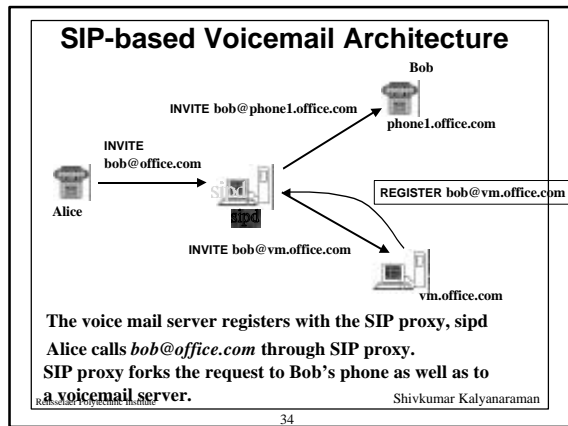 SIP-based Voicemail Architecture
Bob
INVITE bob@phone1.office.com
phone1.office.com
INVITE
bob@office.com
sipd
REGISTER bob@vm.office.com
Alice
sipd
INVITE bob@vm.office.com
vm.office.com
The voice mail server registers with the SIP proxy, sipd
Alice calls bob@office.com through SIP proxy.
SIP proxy forks the request to Bob's phone as well as to
a voicemail server.
Rensselaer Polytechnic Institute
Shivkumar Kalyanaraman
34